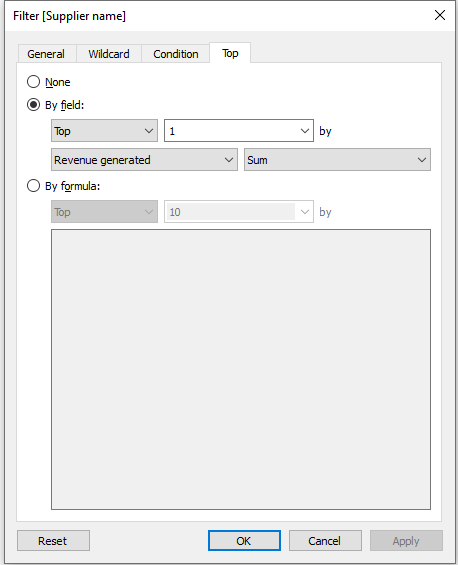 Filter [Supplier name]
General Wildcard Condition Top
None
By field:
Top 1 by
Revenue generated Sum
By formula:
Top 10 by
Reset OK Cancel Apply